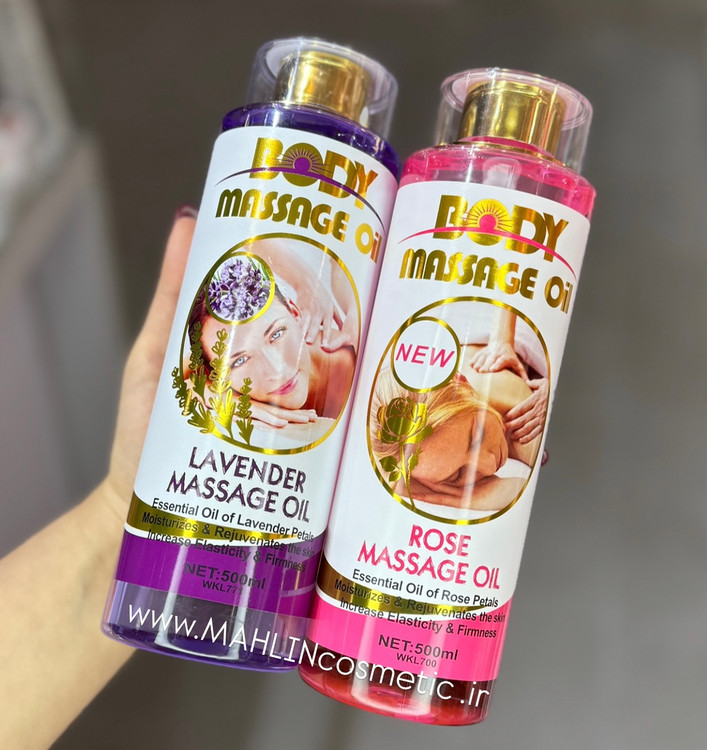 BODY
MASSAGE Oil
LAVENDER
MASSAGE OIL
Essential Oil of Lavender Petals
Moisturizes & Rejuvenates the skin
Increase Elasticity & Firmness
NET:500ml
BODY
MASSAGE Oil
NEW
ROSE
MASSAGE OIL
Essential Oil of Rose Petals
Moisturizes & Rejuvenates the skin
Increase Elasticity & Firmness
NET:500ml
WKL700
www.MAHLINcosmetic.ir